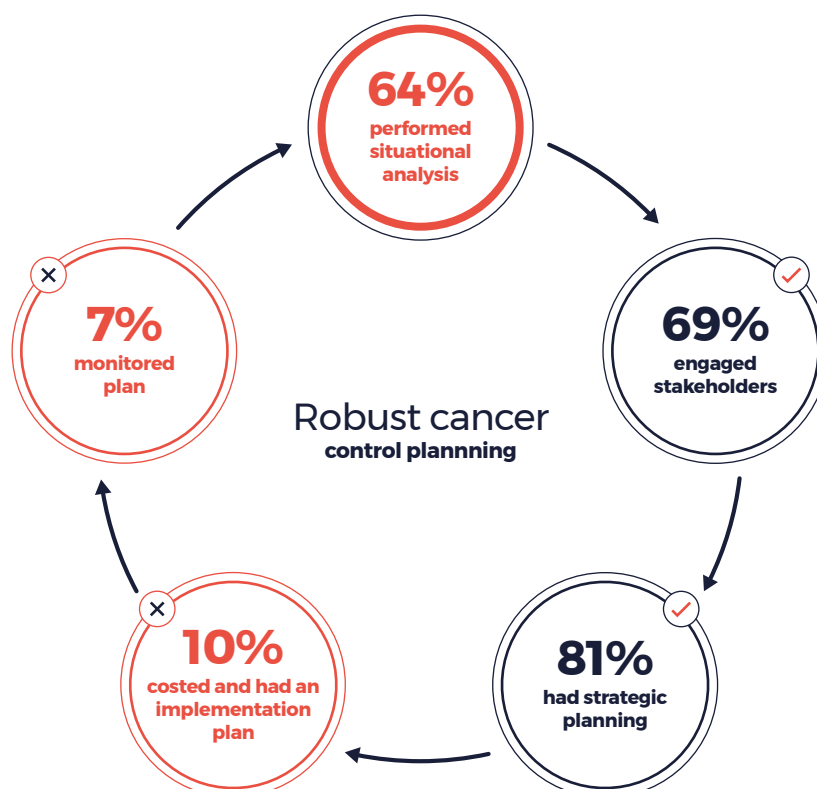 64%
performed
situational
analysis
69%
engaged
stakeholders
81%
had strategic
planning
10%
costed and had an
implementation
plan
7%
monitored
plan
Robust cancer
control plannning